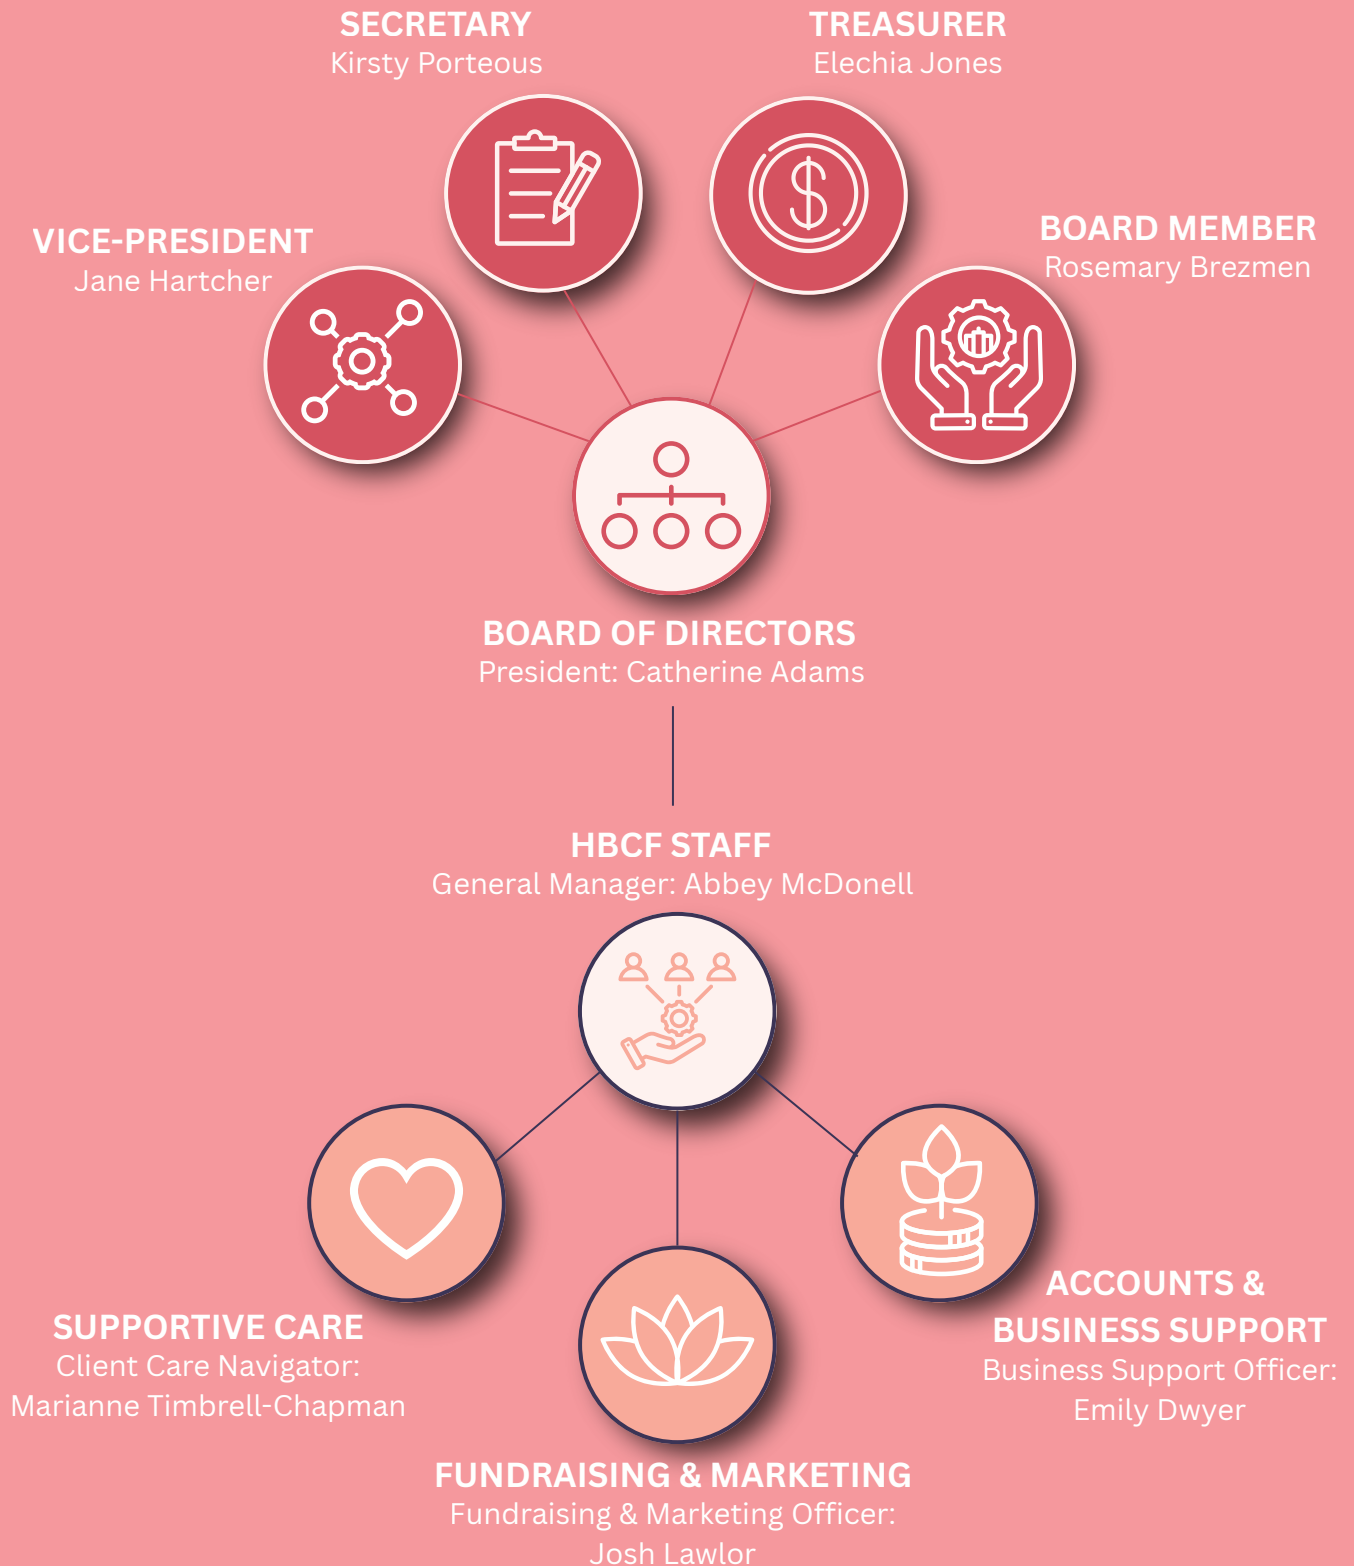 SECRETARY
Kirsty Porteous
TREASURER
Elechia Jones
VICE-PRESIDENT
Jane Hartcher
BOARD MEMBER
Rosemary Brezmen
BOARD OF DIRECTORS
President: Catherine Adams
HBCF STAFF
General Manager: Abbey McDonell
SUPPORTIVE CARE
Client Care Navigator:
Marianne Timbrell-Chapman
FUNDRAISING & MARKETING
Fundraising & Marketing Officer:
Josh Lawlor
ACCOUNTS &
BUSINESS SUPPORT
Business Support Officer:
Emily Dwyer